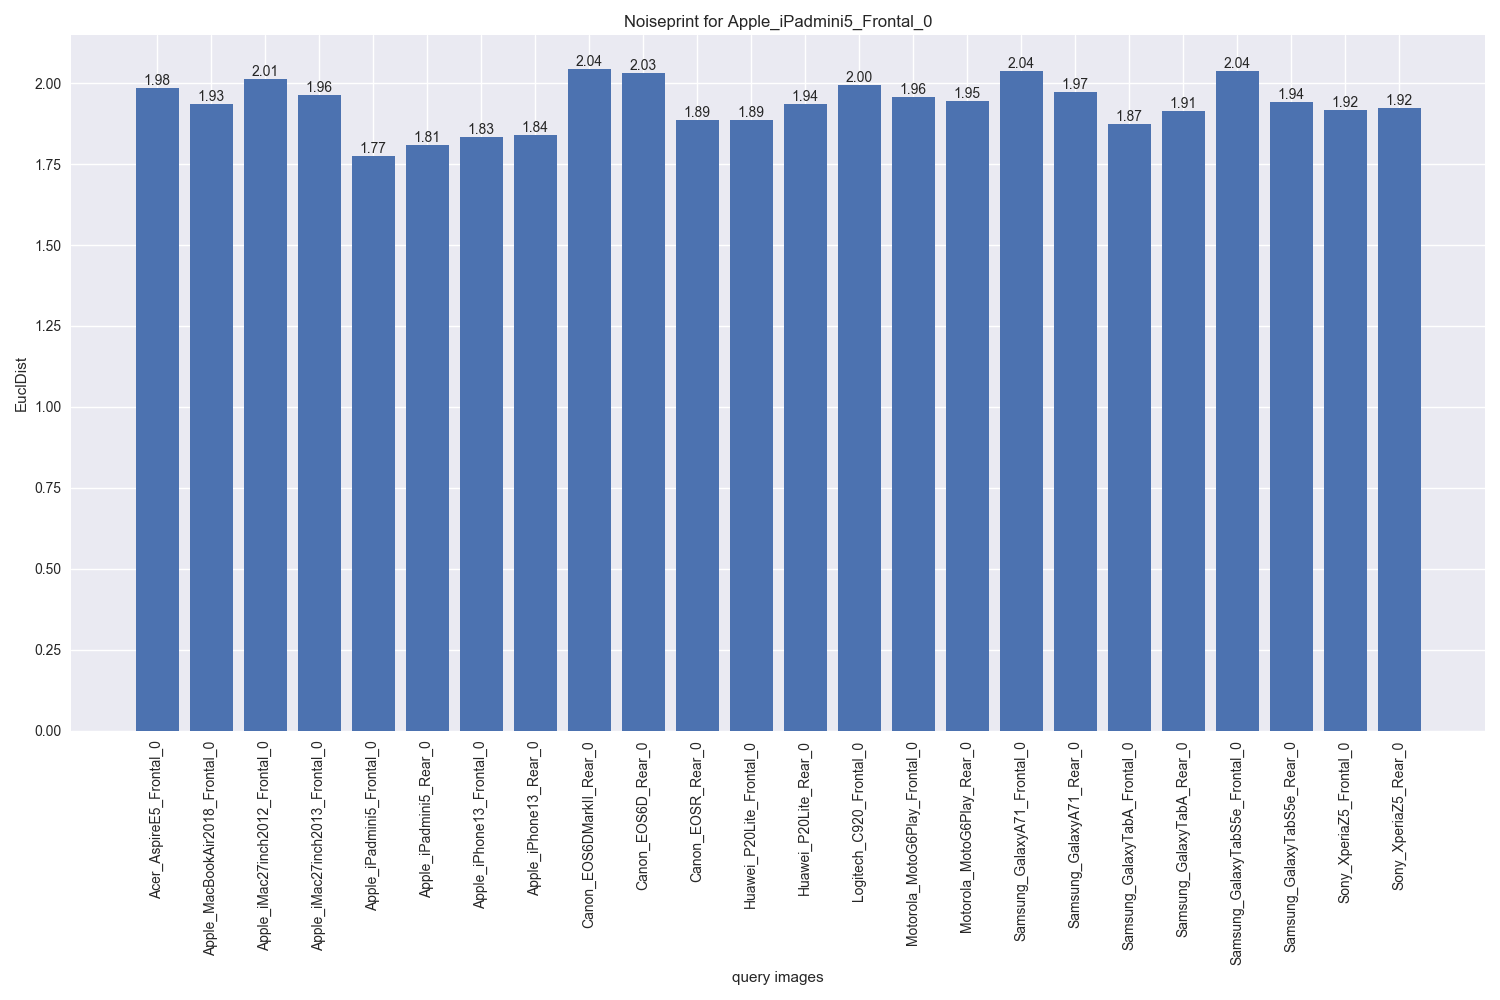 Noiseprint for Apple_iPadmini5_Frontal_0
EuclDist
2.00
1.75
1.50
1.25
1.00
0.75
0.50
0.25
0.00
1.98
1.93
2.01
1.96
1.77
1.81
1.83
1.84
2.04
2.03
1.89
1.89
1.94
2.00
1.96
1.95
2.04
1.97
1.87
1.91
2.04
1.94
1.92
1.92
Acer_AspireE5_Frontal_0
Apple_MacBookAir2018_Frontal_0
Apple_iMac27inch2012_Frontal_0
Apple_iMac27inch2013_Frontal_0
Apple_iPadmini5_Frontal_0
Apple_iPadmini5_Rear_0
Apple_iPhone13_Frontal_0
Apple_iPhone13_Rear_0
Canon_EOS6DMarkII_Rear_0
Canon_EOS6D_Rear_0
Canon_EOSR_Rear_0
Huawei_P20Lite_Frontal_0
Huawei_P20Lite_Rear_0
Logitech_C920_Frontal_0
Motorola_MotoG6Play_Frontal_0
Motorola_MotoG6Play_Rear_0
Samsung_GalaxyA71_Frontal_0
Samsung_GalaxyA71_Rear_0
Samsung_GalaxyTabA_Frontal_0
Samsung_GalaxyTabA_Rear_0
Samsung_GalaxyTabS5e_Frontal_0
Samsung_GalaxyTabS5e_Rear_0
Sony_XperiaZ5_Frontal_0
Sony_XperiaZ5_Rear_0
query images